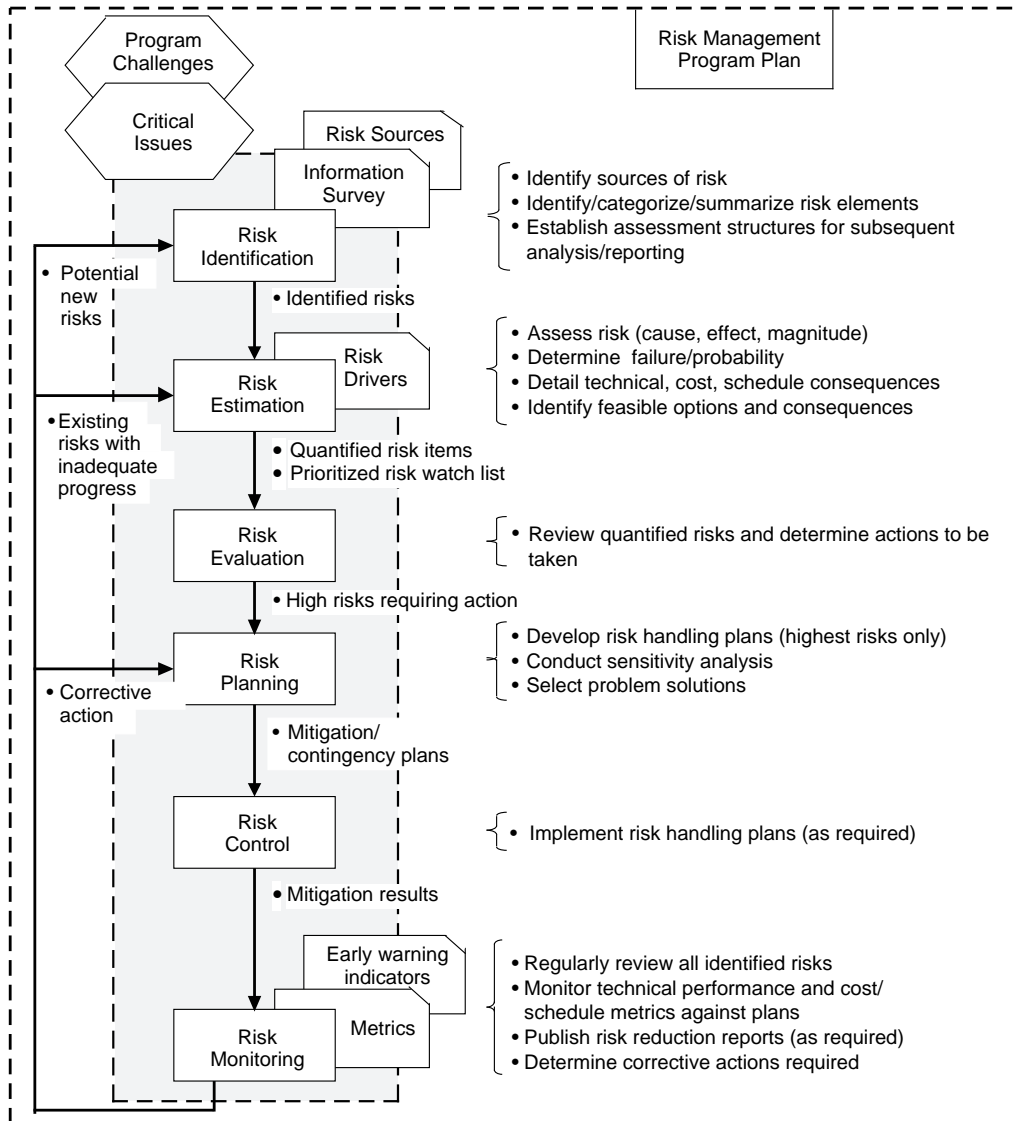 Program
Challenges
Risk Management
Program Plan
Critical
Issues
Risk Sources
Information
Survey
Risk
Identification
• Identify sources of risk
• Identify/categorize/summarize risk elements
• Establish assessment structures for subsequent
analysis/reporting
• Potential
new
risks
• Identified risks
Risk
Drivers
Risk
Estimation
• Assess risk (cause, effect, magnitude)
• Determine failure/probability
• Detail technical, cost, schedule consequences
• Identify feasible options and consequences
• Existing
risks with
inadequate
progress
• Quantified risk items
• Prioritized risk watch list
Risk
Evaluation
• Review quantified risks and determine actions to be
taken
• High risks requiring action
Risk
Planning
• Develop risk handling plans (highest risks only)
• Conduct sensitivity analysis
• Select problem solutions
• Corrective
action
• Mitigation/
contingency plans
Risk
Control
• Implement risk handling plans (as required)
• Mitigation results
Early warning
indicators
Metrics
Risk
Monitoring
• Regularly review all identified risks
• Monitor technical performance and cost/
schedule metrics against plans
• Publish risk reduction reports (as required)
• Determine corrective actions required